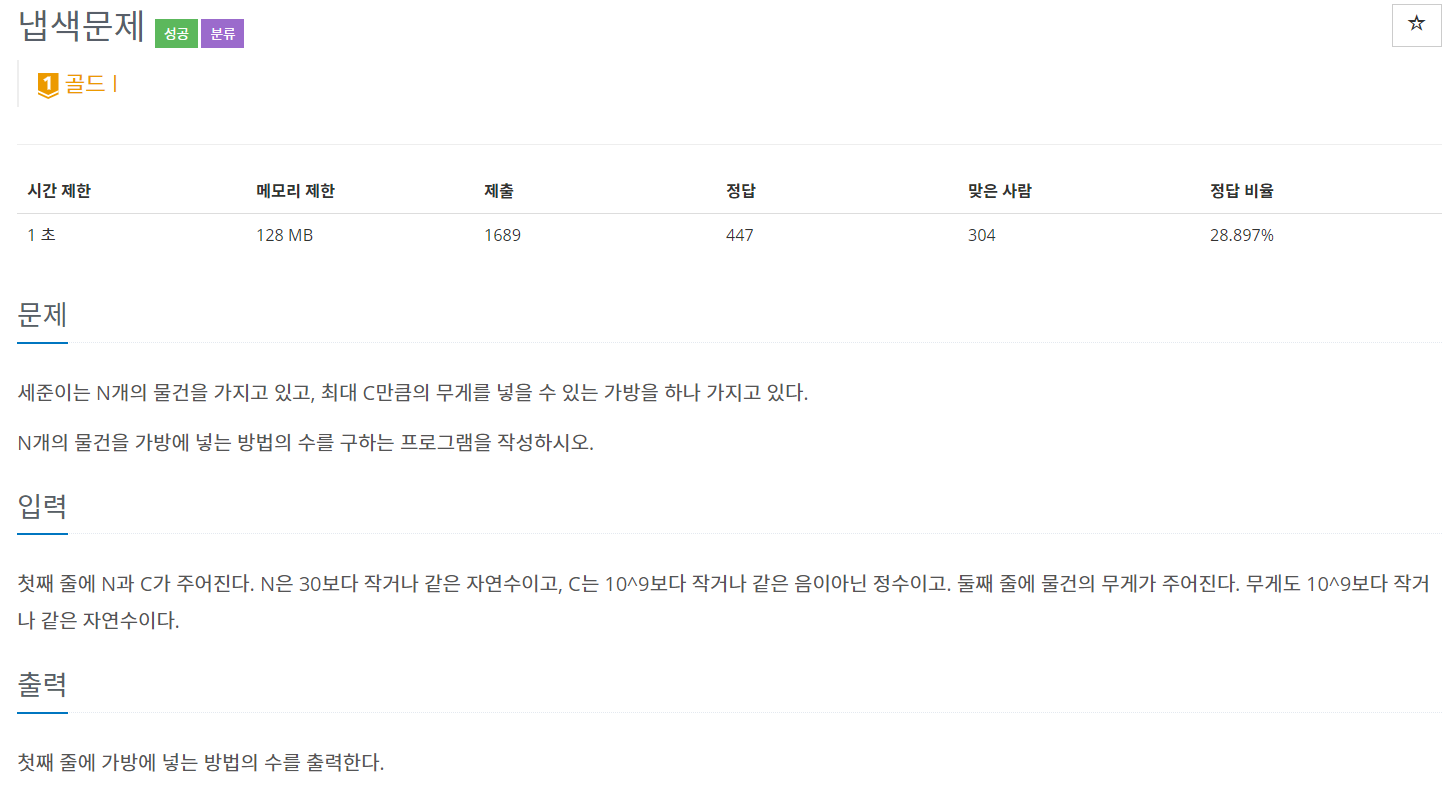 냅색문제 성공 분류
1 골드 I
시간 제한 메모리 제한 제출 정답 맞은 사람 정답 비율
1 초 128 MB 1689 447 304 28.897%
문제
세준이는 N개의 물건을 가지고 있고, 최대 C만큼의 무게를 넣을 수 있는 가방을 하나 가지고 있다.
N개의 물건을 가방에 넣는 방법의 수를 구하는 프로그램을 작성하시오.
입력
첫째 줄에 N과 C가 주어진다. N은 30보다 작거나 같은 자연수이고, C는 10^9보다 작거나 같은 음이아닌 정수이고. 둘째 줄에 물건의 무게가 주어진다. 무게도 10^9보다 작거
나 같은 자연수이다.
출력
첫째 줄에 가방에 넣는 방법의 수를 출력한다.